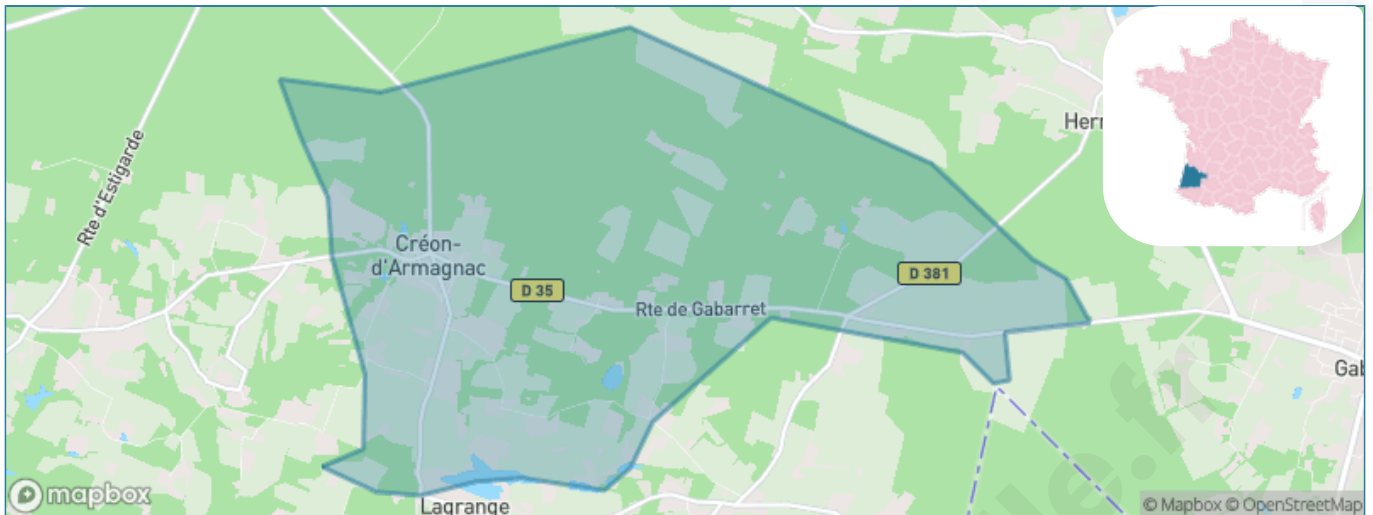 Rte d'Estigarde
Créon-
d'Armagnac
D 35
Rte de Gabarret
D 381
Lagrange
mapbox
© Mapbox © OpenStreetMap